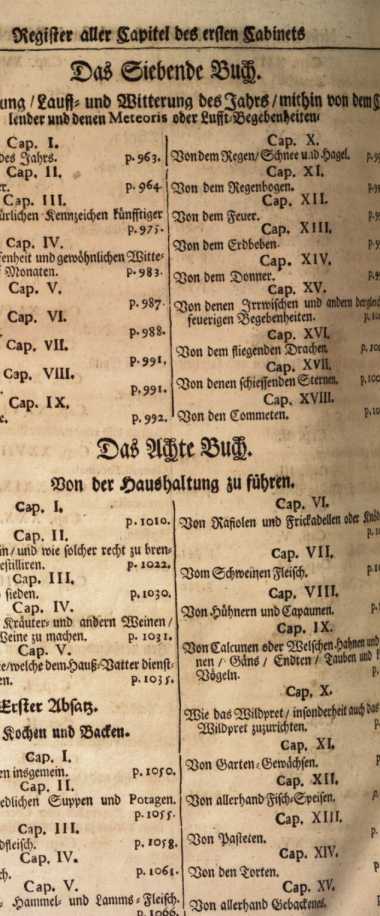 Register aller Capitel des ersten Cabinets
Das Siebende Buch.
ung / Lauff- und Witterung des Jahrs / mithin von dem
lender und denen Meteoris oder Lufft-Begebenheiten
Cap. I.
des Jahrs. p. 963.
Cap. II.
r. p. 964.
Cap. III.
ürlichen Kennzeichen künfftiger
p. 975.
Cap. IV.
fenheit und gewöhnlichen Witte-
Monaten. p. 983.
Cap. V.
p. 987.
Cap. VI.
p. 988.
Cap. VII.
p. 991.
Cap. VIII.
p. 991.
Cap. IX.
e. p. 992.
Cap. X.
Von dem Regen / Schnee und Hagel.
Cap. XI.
Von dem Regenbogen.
Cap. XII.
Von dem Feuer.
Cap. XIII.
Von dem Erdbeben.
Cap. XIV.
Von dem Donner.
Cap. XV.
Von denen Irrwischen und andern
feuerigen Begebenheiten.
Cap. XVI.
Von dem fliegenden Drachen.
Cap. XVII.
Von denen schiessenden Sternen.
Cap. XVIII.
Von den Commeten.
Das Achte Buch.
Von der Haushaltung zu führen.
Cap. I.
p. 1010.
Cap. II.
in / und wie solcher recht zu bren-
estilliren. p. 1022.
Cap. III.
sieden. p. 1030.
Cap. IV.
Kräuter- und andern Weinen /
Weine zu machen. p. 1031.
Cap. V.
te / welche dem Hauß-Vatter dienst-
en. p. 1035.
Erster Absatz.
Kochen und Backen.
Cap. I.
en insgemein. p. 1050.
Cap. II.
edlichen Suppen und Potagen.
p. 1055.
Cap. III.
dfleisch. p. 1058.
Cap. IV.
ch. p. 1061.
Cap. V.
- Hammel- und Lamms-Fleisch.
p. 1066.
Cap. VI.
Von Rafiolen und Frickadellen oder
Cap. VII.
Vom Schweinen Fleisch.
Cap. VIII.
Von Hühnern und Capaunen.
Cap. IX.
Von Calcunen oder Welschen-Hahnen und
nen / Gäns / Endten / Tauben und
Vögeln.
Cap. X.
Wie das Wildpret / insonderheit auch das
Wildpret zuzurichten.
Cap. XI.
Von Garten-Gewächsen.
Cap. XII.
Von allerhand Fisch-Speisen.
Cap. XIII.
Von Pasteten.
Cap. XIV.
Von den Torten.
Cap. XV.
Von allerhand Gebackenes.